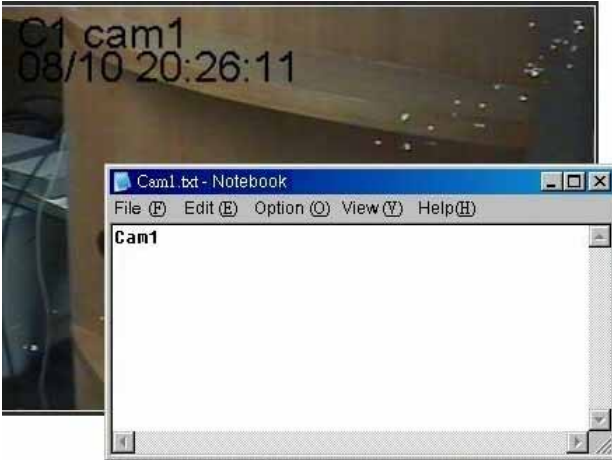 C1 cam1
08/10 20:26:11
Cam1.txt - Notebook
File (F) Edit (E) Option (O) View (V) Help(H)
Cam1